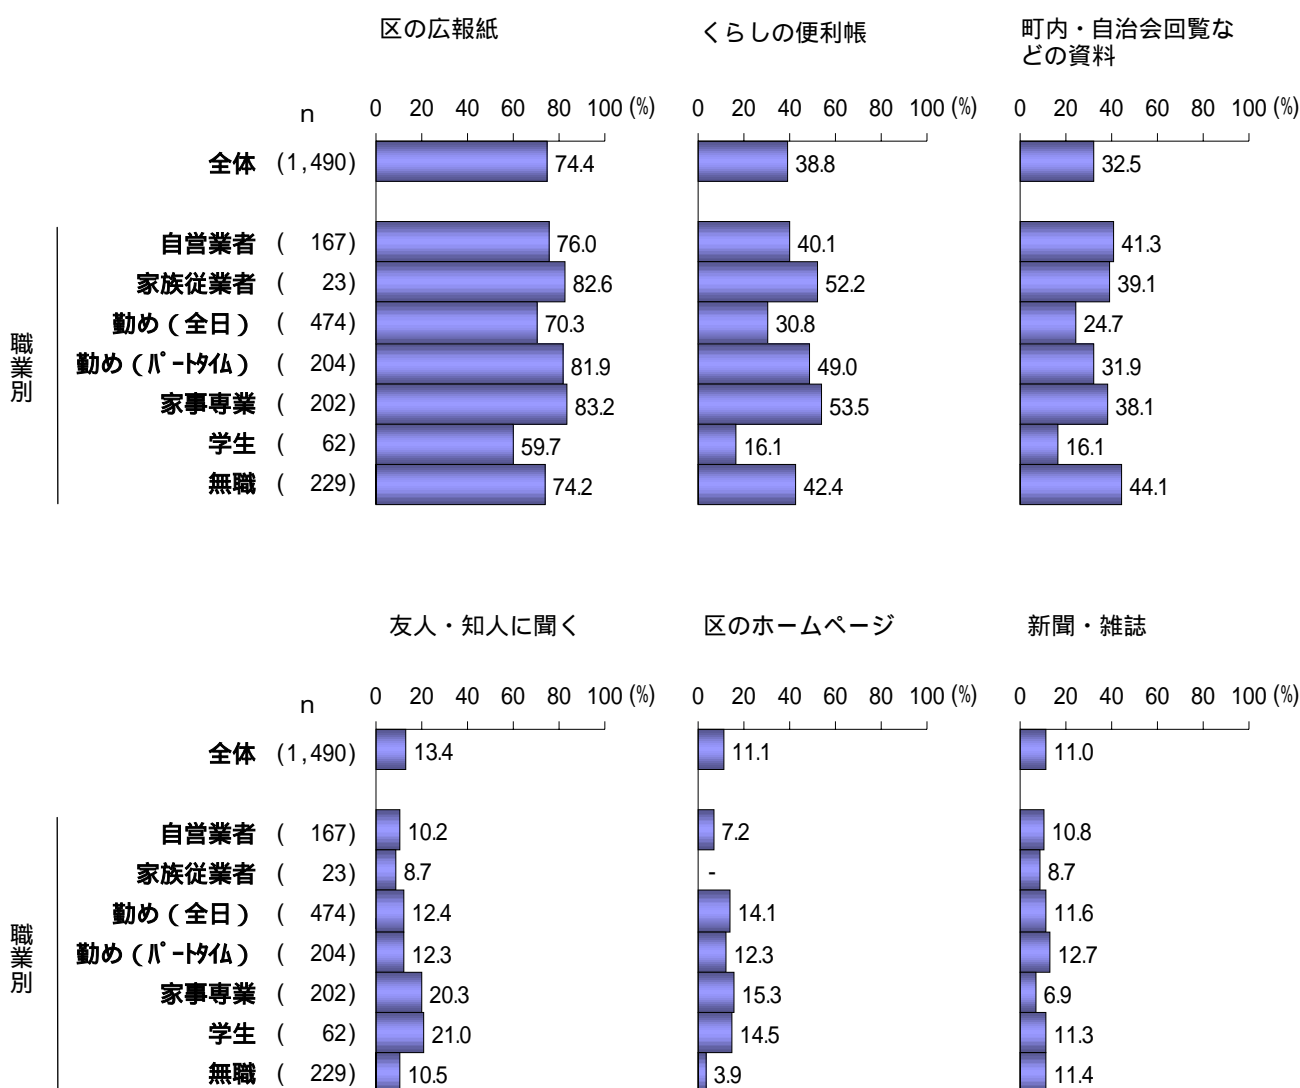 区の広報紙 くらしの便利帳 町内・自治会回覧な
どの資料
n 0 20 40 60 80 100 (%) 0 20 40 60 80 100 (%) 0 20 40 60 80 100 (%)
全体 (1,490) 74.4 38.8 32.5
職業別
自営業者 ( 167) 76.0 40.1 41.3
家族従業者 ( 23) 82.6 52.2 39.1
勤め（全日） ( 474) 70.3 30.8 24.7
勤め（ﾊﾟｰﾄﾀｲﾑ） ( 204) 81.9 49.0 31.9
家事専業 ( 202) 83.2 53.5 38.1
学生 ( 62) 59.7 16.1 16.1
無職 ( 229) 74.2 42.4 44.1
友人・知人に聞く 区のホームページ 新聞・雑誌
n 0 20 40 60 80 100 (%) 0 20 40 60 80 100 (%) 0 20 40 60 80 100 (%)
全体 (1,490) 13.4 11.1 11.0
職業別
自営業者 ( 167) 10.2 7.2 10.8
家族従業者 ( 23) 8.7 - 8.7
勤め（全日） ( 474) 12.4 14.1 11.6
勤め（ﾊﾟｰﾄﾀｲﾑ） ( 204) 12.3 12.3 12.7
家事専業 ( 202) 20.3 15.3 6.9
学生 ( 62) 21.0 14.5 11.3
無職 ( 229) 10.5 3.9 11.4